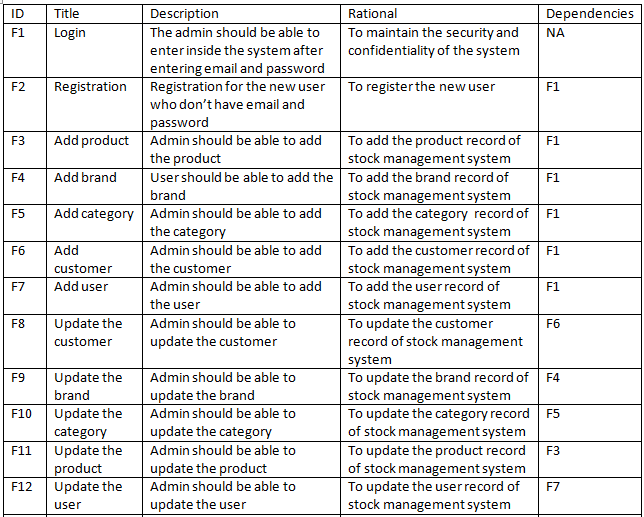 ID Title Description Rational Dependencies
F1 Login The admin should be able to To maintain the security and NA
enter inside the system after confidentiality of the system
entering email and password
F2 Registration Registration for the new user To register the new user F1
who don't have email and
password
F3 Add product Admin should be able to add To add the product record of F1
the product stock management system
F4 Add brand User should be able to add the To add the brand record of F1
brand stock management system
F5 Add category Admin should be able to add To add the category record of F1
the category stock management system
F6 Add Admin should be able to add To add the customer record of F1
customer the customer stock management system
F7 Add user Admin should be able to add To add the user record of F1
the user stock management system
F8 Update the Admin should be able to To update the customer F6
customer update the customer record of stock management
system
F9 Update the Admin should be able to To update the brand record of F4
brand update the brand stock management system
F10 Update the Admin should be able to To update the category record F5
category update the category of stock management system
F11 Update the Admin should be able to To update the product record F3
product update the product of stock management system
F12 Update the Admin should be able to To update the user record of F7
user update the user stock management system